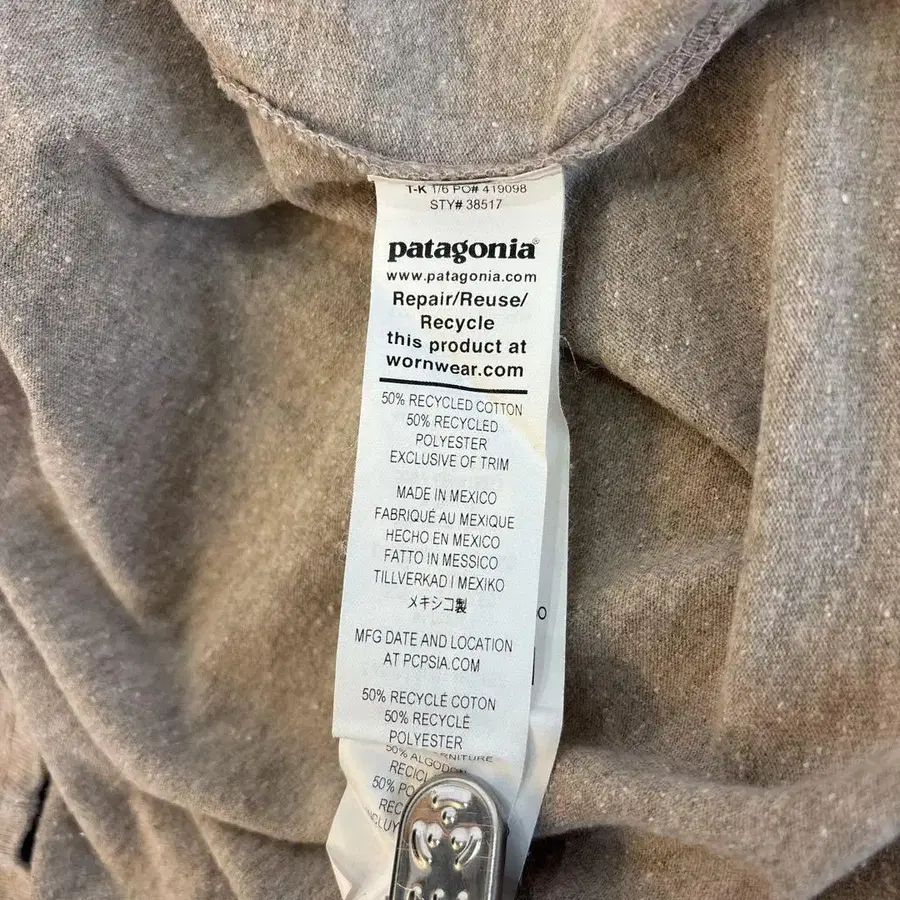 T-K 1/6 PO# 419098
STY# 38517
patagonia®
www.patagonia.com
Repair/Reuse/
Recycle
this product at
wornwear.com
50% RECYCLED COTTON
50% RECYCLED
POLYESTER
EXCLUSIVE OF TRIM
MADE IN MEXICO
FABRIQUÉ AU MEXIQUE
HECHO EN MEXICO
FATTO IN MESSICO
TILLVERKAD I MEXIKO
メキシコ製
MFG DATE AND LOCATION
AT PCPSIA.COM
50% RECYCLÉ COTON
50% RECYCLÉ
POLYESTER
50% ALGODON
50%